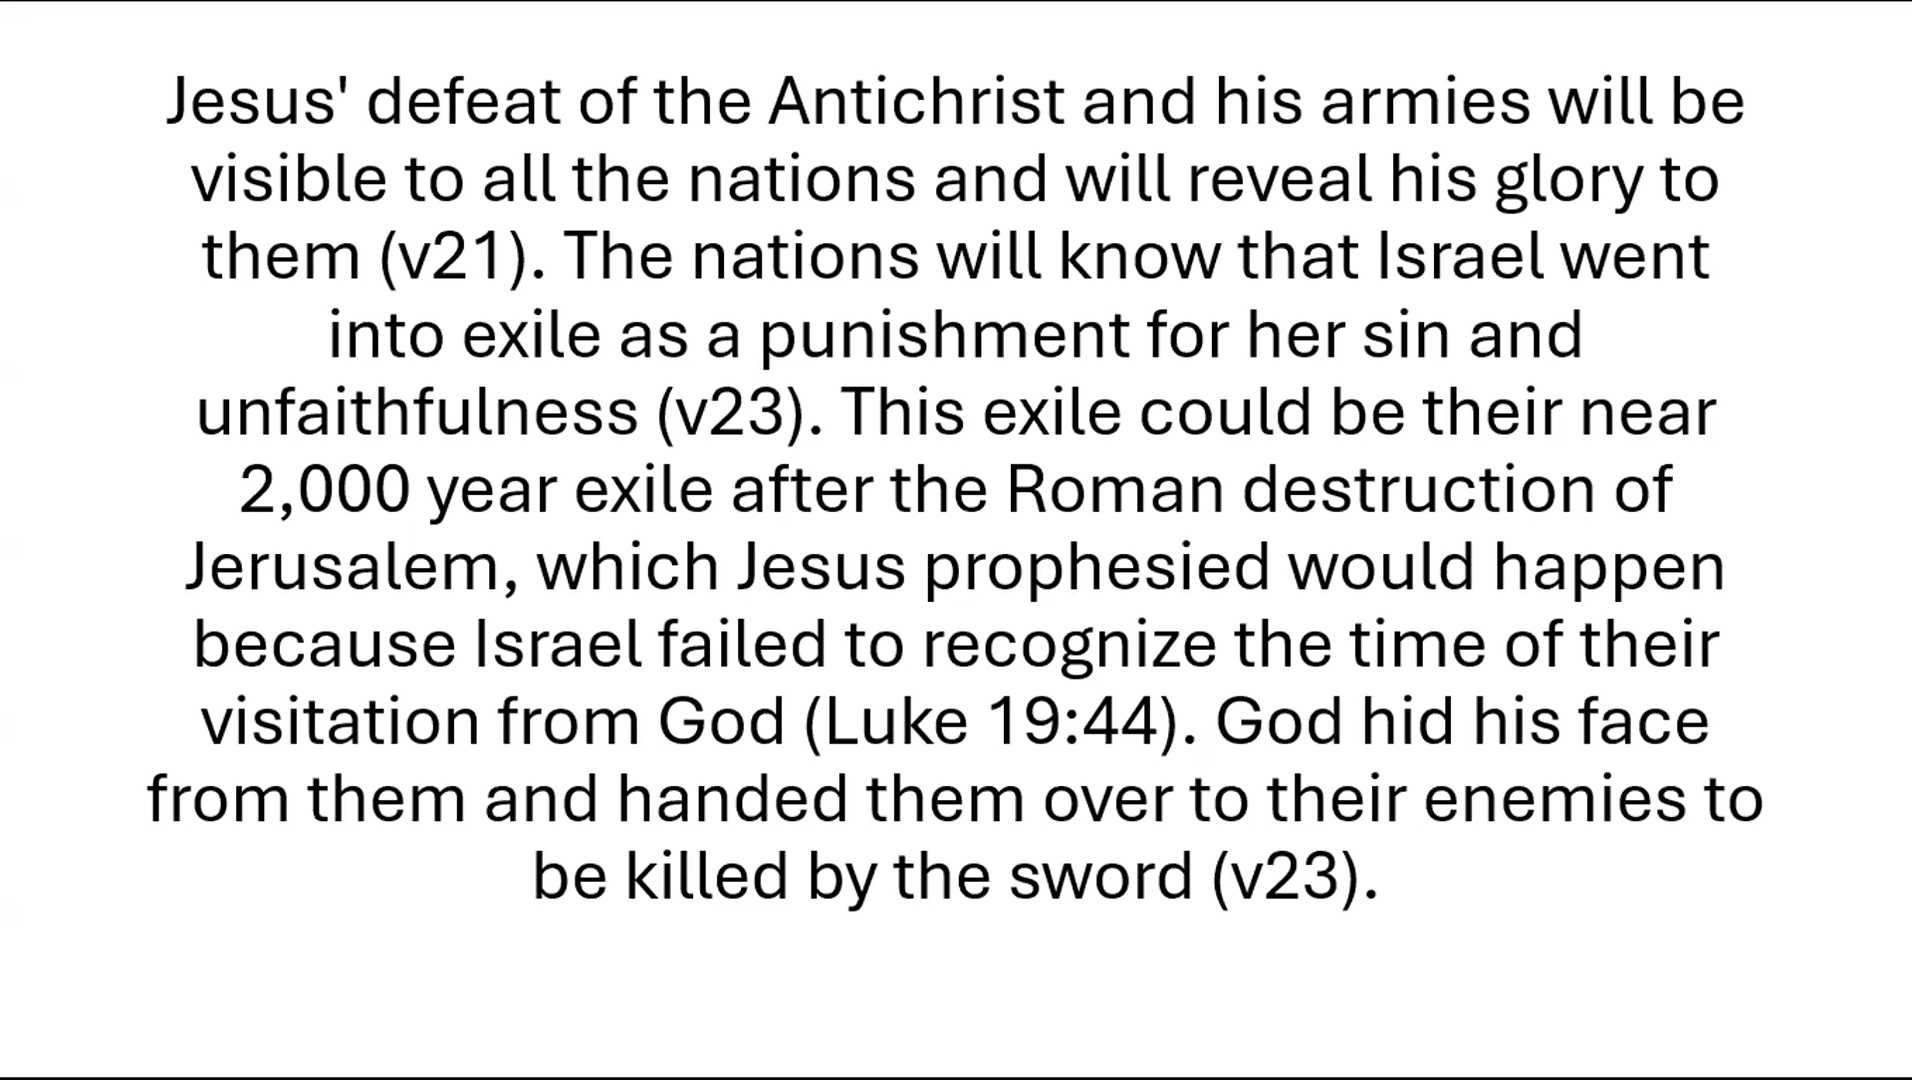 Jesus' defeat of the Antichrist and his armies will be
visible to all the nations and will reveal his glory to
them (v21). The nations will know that Israel went
into exile as a punishment for her sin and
unfaithfulness (v23). This exile could be their near
2,000 year exile after the Roman destruction of
Jerusalem, which Jesus prophesied would happen
because Israel failed to recognize the time of their
visitation from God (Luke 19:44). God hid his face
from them and handed them over to their enemies to
be killed by the sword (v23).